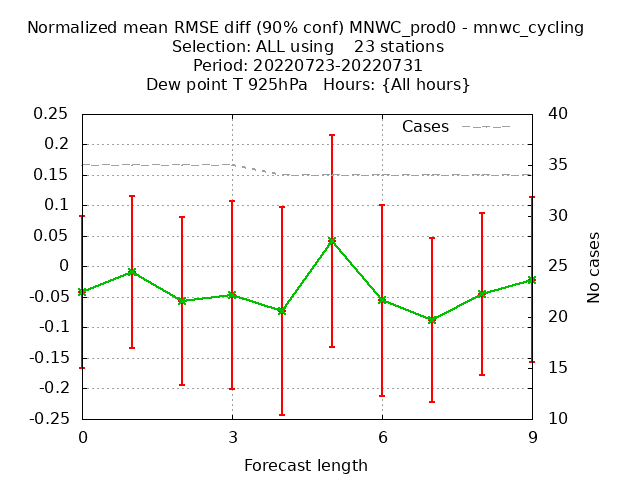 Normalized mean RMSE diff (90% conf) MNWC_prod0 - mnwc_cycling
Selection: ALL using    23 stations
Period: 20220723-20220731
Dew point T 925hPa   Hours: {All hours}
Cases
0.25
0.2
0.15
0.1
0.05
0
-0.05
-0.1
-0.15
-0.2
-0.25
40
35
30
25
20
15
10
No cases
0 3 6 9
Forecast length